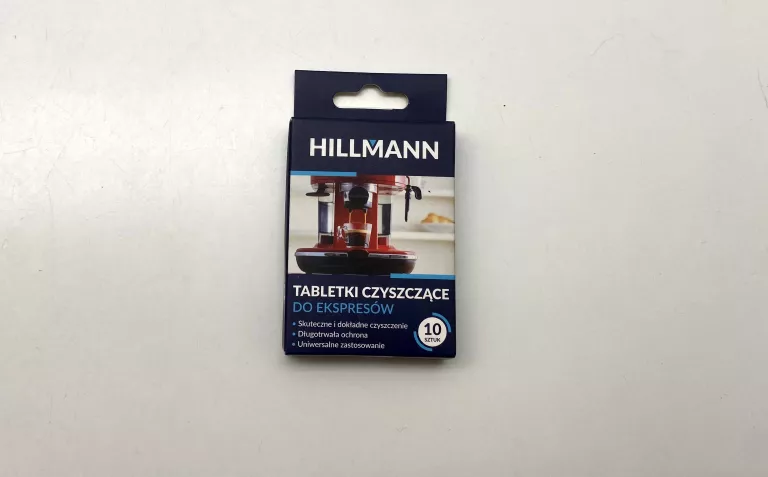 HILLMANN
TABLETKI CZYSZCZĄCE
DO EKSPRESÓW
• Skuteczne i dokładne czyszczenie
• Długotrwała ochrona
• Uniwersalne zastosowanie
10
SZTUK